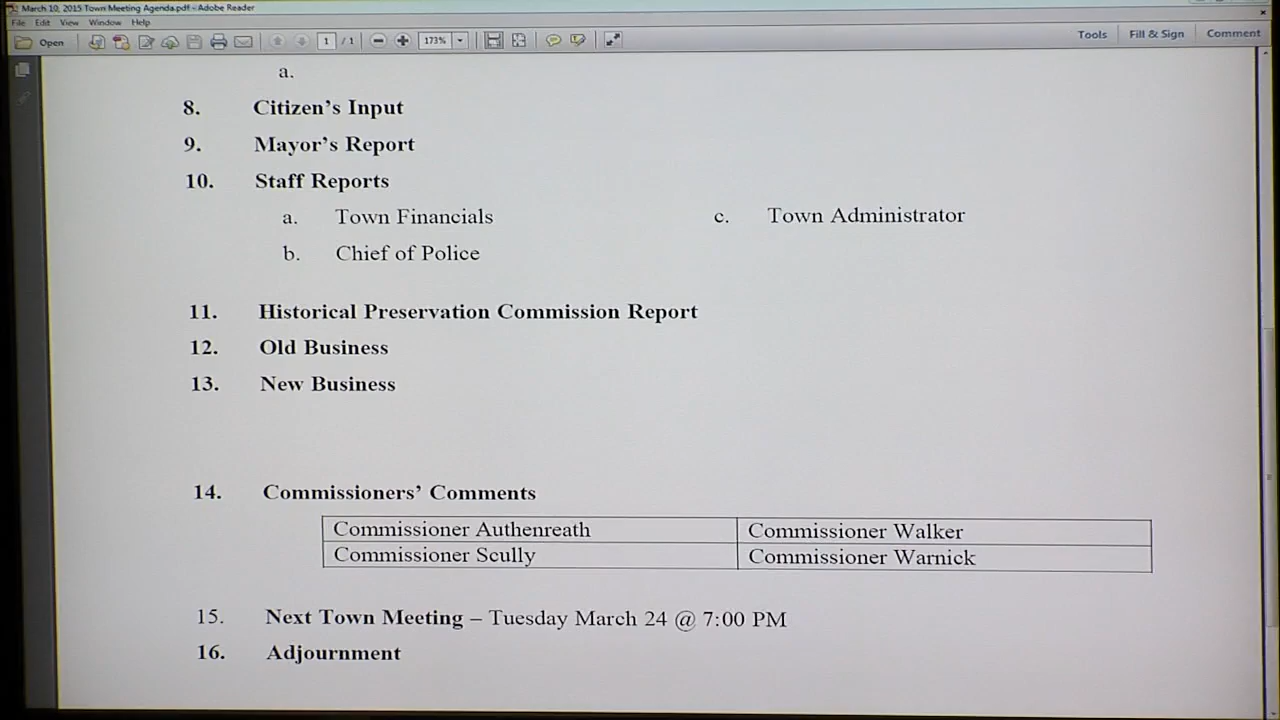 March 10, 2015 Town Meeting Agenda.pdf - Adobe Reader
File Edit View Window Help
Open 1 / 1 173% Tools Fill & Sign Comment
a.
8. Citizen's Input
9. Mayor's Report
10. Staff Reports
a. Town Financials c. Town Administrator
b. Chief of Police
11. Historical Preservation Commission Report
12. Old Business
13. New Business
14. Commissioners' Comments
Commissioner Authenreath Commissioner Walker
Commissioner Scully Commissioner Warnick
15. Next Town Meeting – Tuesday March 24 @ 7:00 PM
16. Adjournment